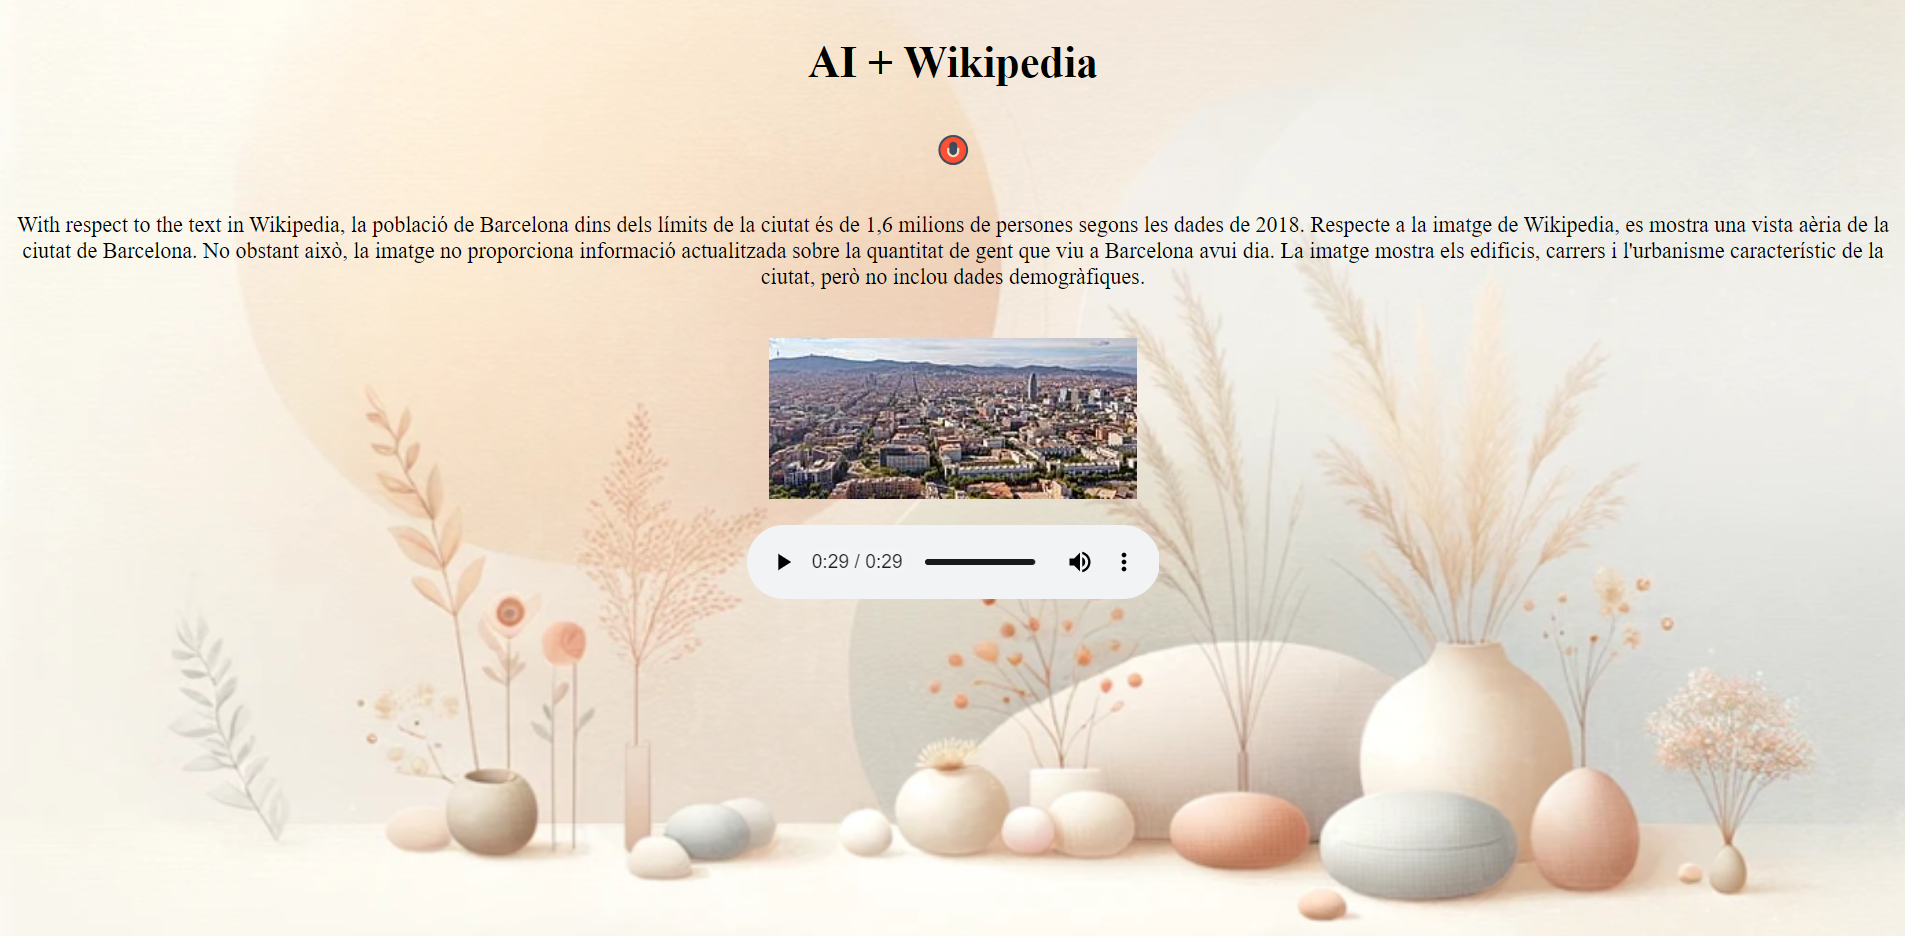 AI + Wikipedia
With respect to the text in Wikipedia, la població de Barcelona dins dels límits de la ciutat és de 1,6 milions de persones segons les dades de 2018. Respecte a la imatge de Wikipedia, es mostra una vista aèria de la
ciutat de Barcelona. No obstant això, la imatge no proporciona informació actualitzada sobre la quantitat de gent que viu a Barcelona avui dia. La imatge mostra els edificis, carrers i l'urbanisme característic de la
ciutat, però no inclou dades demogràfiques.
0:29 / 0:29